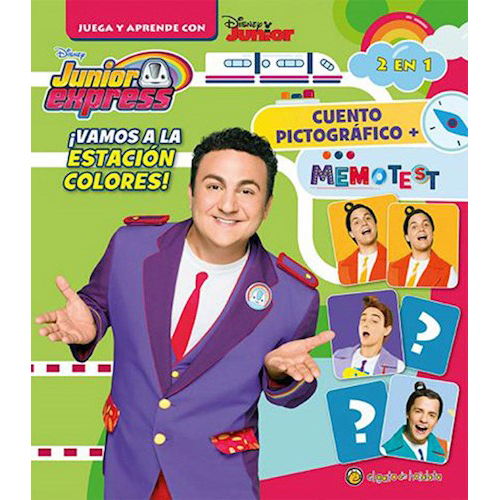 JUEGA Y APRENDE CON
Disney
Junior
2 EN 1
Disney
Junior
express
¡VAMOS A LA
ESTACIÓN
COLORES!
CUENTO
PICTOGRÁFICO +
MEMOTEST
?
?
el gato de hojalata